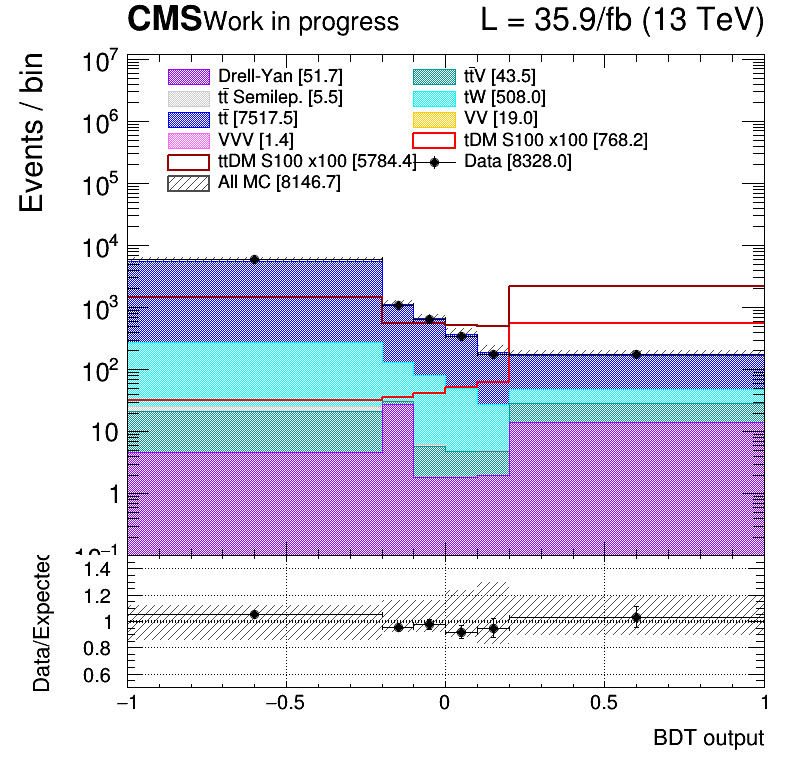 CMS Work in progress L = 35.9/fb (13 TeV)
Events / bin
10⁷
10⁶
10⁵
10⁴
10³
10²
10
1
10⁻¹
Drell-Yan [51.7]
tt̄V [43.5]
tt̄ Semilep. [5.5]
tW [508.0]
tt̄ [7517.5]
VV [19.0]
VVV [1.4]
tDM S100 x100 [768.2]
ttDM S100 x100 [5784.4]
Data [8328.0]
All MC [8146.7]
Data/Expected
1.4
1.2
1
0.8
0.6
−1 −0.5 0 0.5 1
BDT output